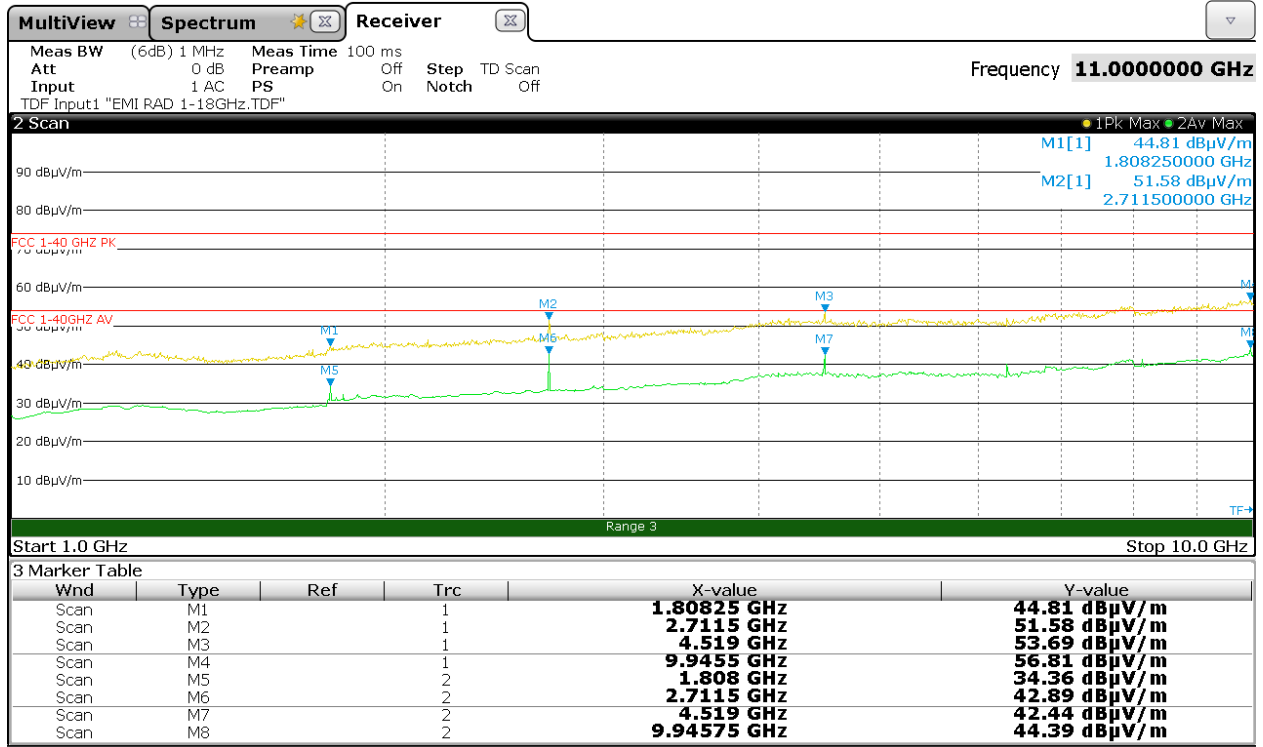 MultiView Spectrum Receiver
Meas BW (6dB) 1 MHz Meas Time 100 ms
Att 0 dB Preamp Off Step TD Scan
Input 1 AC PS On Notch Off
TDF Input1 "EMI RAD 1-18GHz.TDF"
Frequency 11.0000000 GHz
2 Scan 1Pk Max 2Av Max
M1[1] 44.81 dBµV/m
1.808250000 GHz
M2[1] 51.58 dBµV/m
2.711500000 GHz
90 dBµV/m
80 dBµV/m
FCC 1-40 GHZ PK
70 dBµV/m
60 dBµV/m
FCC 1-40GHZ AV
50 dBµV/m
40 dBµV/m
30 dBµV/m
20 dBµV/m
10 dBµV/m
M1
M2
M3
M5
M6
M7
TF
Range 3
Start 1.0 GHz Stop 10.0 GHz
3 Marker Table
Wnd Type Ref Trc X-value Y-value
Scan M1 1 1.80825 GHz 44.81 dBµV/m
Scan M2 1 2.7115 GHz 51.58 dBµV/m
Scan M3 1 4.519 GHz 53.69 dBµV/m
Scan M4 1 9.9455 GHz 56.81 dBµV/m
Scan M5 2 1.808 GHz 34.36 dBµV/m
Scan M6 2 2.7115 GHz 42.89 dBµV/m
Scan M7 2 4.519 GHz 42.44 dBµV/m
Scan M8 2 9.94575 GHz 44.39 dBµV/m